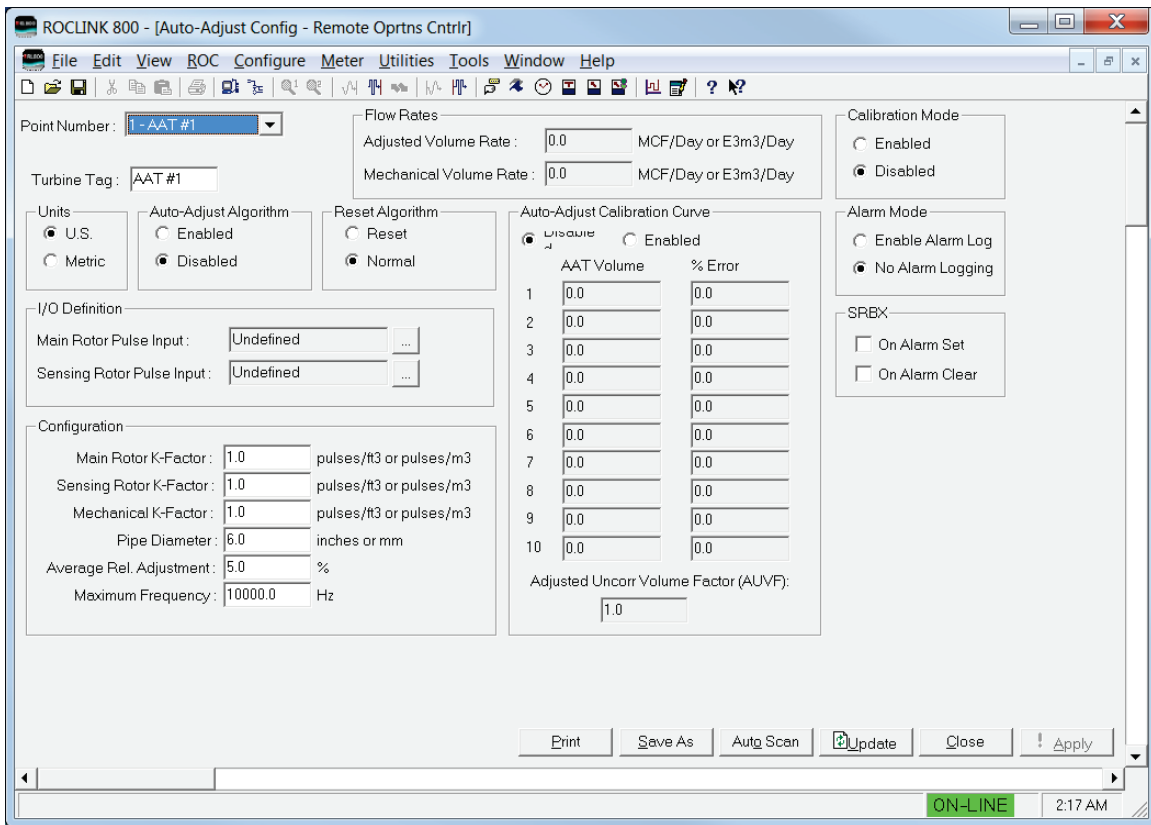 ROCLINK 800 - [Auto-Adjust Config - Remote Oprtns Cntrlr]
File Edit View ROC Configure Meter Utilities Tools Window Help
Point Number : 1 - AAT #1
Turbine Tag : AAT #1
Flow Rates
Adjusted Volume Rate : 0.0 MCF/Day or E3m3/Day
Mechanical Volume Rate : 0.0 MCF/Day or E3m3/Day
Calibration Mode
Enabled
Disabled
Units
U.S.
Metric
Auto-Adjust Algorithm
Enabled
Disabled
Reset Algorithm
Reset
Normal
I/O Definition
Main Rotor Pulse Input : Undefined ...
Sensing Rotor Pulse Input : Undefined ...
Configuration
Main Rotor K-Factor : 1.0 pulses/ft3 or pulses/m3
Sensing Rotor K-Factor : 1.0 pulses/ft3 or pulses/m3
Mechanical K-Factor : 1.0 pulses/ft3 or pulses/m3
Pipe Diameter : 6.0 inches or mm
Average Rel. Adjustment : 5.0 %
Maximum Frequency : 10000.0 Hz
Auto-Adjust Calibration Curve
Disabled Enabled
AAT Volume % Error
1 0.0 0.0
2 0.0 0.0
3 0.0 0.0
4 0.0 0.0
5 0.0 0.0
6 0.0 0.0
7 0.0 0.0
8 0.0 0.0
9 0.0 0.0
10 0.0 0.0
Adjusted Uncorr Volume Factor (AUVF):
1.0
Alarm Mode
Enable Alarm Log
No Alarm Logging
SRBX
On Alarm Set
On Alarm Clear
Print Save As Auto Scan Update Close ! Apply
ON-LINE 2:17 AM